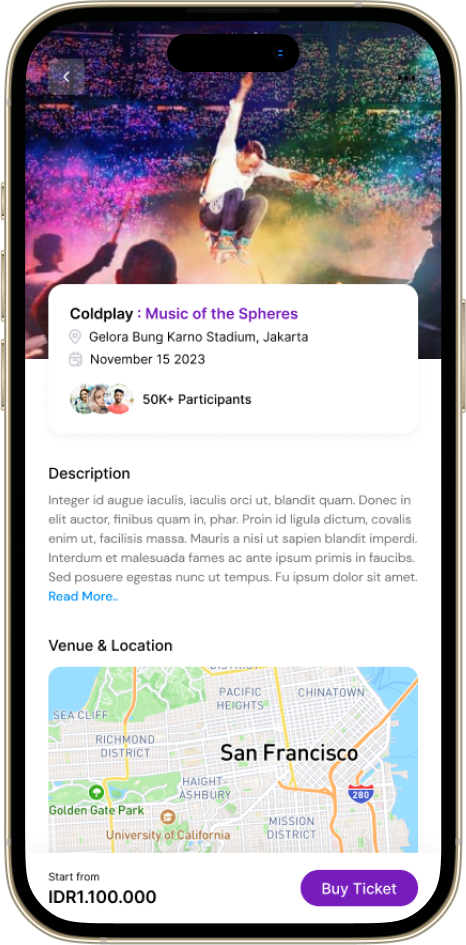 Coldplay : Music of the Spheres
Gelora Bung Karno Stadium, Jakarta
November 15 2023
50K+ Participants
Description
Integer id augue iaculis, iaculis orci ut, blandit quam. Donec in
elit auctor, finibus quam in, phar. Proin id ligula dictum, covalis
enim ut, facilisis massa. Mauris a nisi ut sapien blandit imperdi.
Interdum et malesuada fames ac ante ipsum primis in faucibs.
Sed posuere egestas nunc ut tempus. Fu ipsum dolor sit amet.
Read More..
Venue & Location
DISTRICT
PACIFIC
HEIGHTS
CHINATOWN
SEA CLIFF
RICHMOND
DISTRICT
San Francisco
HAIGHT-
ASHBURY
280
Golden Gate Park
University of California
MISSION
DISTRICT
Start from
IDR1.100.000
Buy Ticket